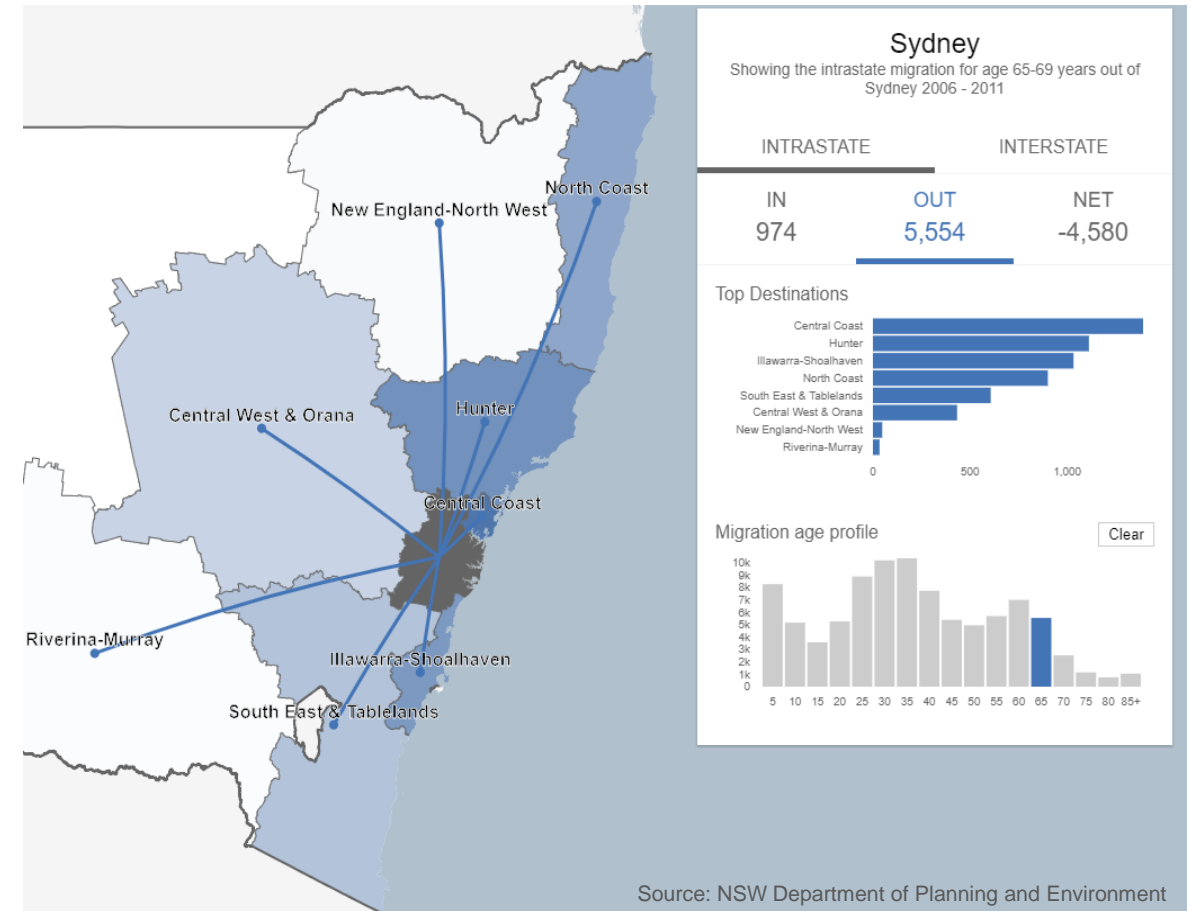 North Coast
New England-North West
Central West & Orana
Hunter
Central Coast
Riverina-Murray
Illawarra-Shoalhaven
South East & Tablelands
Sydney
Showing the intrastate migration for age 65-69 years out of
Sydney 2006 - 2011
INTRASTATE INTERSTATE
IN OUT NET
974 5,554 -4,580
Top Destinations
Central Coast
Hunter
Illawarra-Shoalhaven
North Coast
South East & Tablelands
Central West & Orana
New England-North West
Riverina-Murray
0 500 1,000
Migration age profile Clear
10k
9k
8k
7k
6k
5k
4k
3k
2k
1k
0
5 10 15 20 25 30 35 40 45 50 55 60 65 70 75 80 85+
Source: NSW Department of Planning and Environment